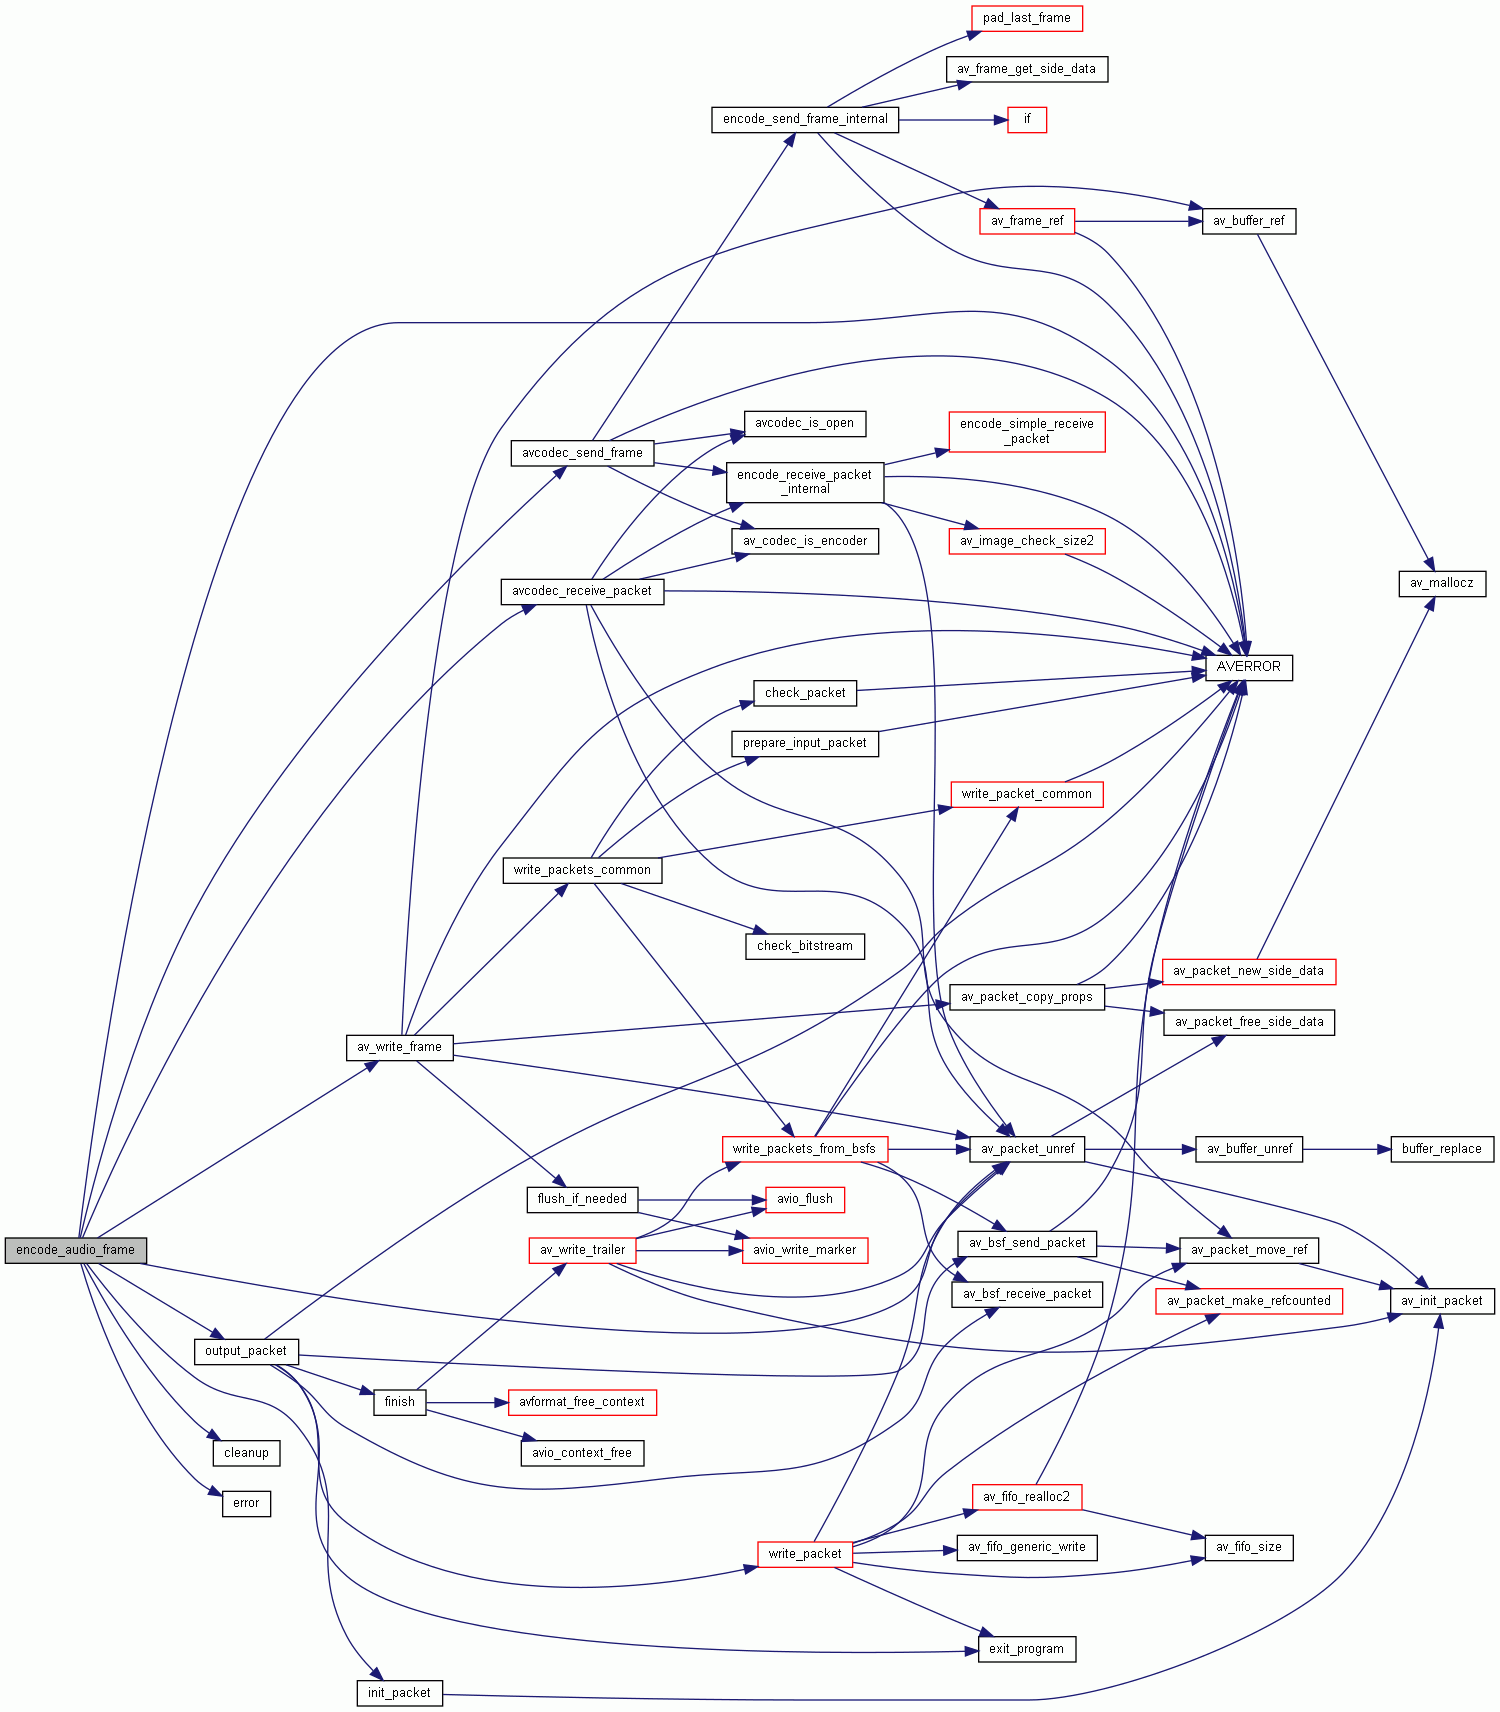 pad_last_frame
av_frame_get_side_data
encode_send_frame_internal
if
av_frame_ref
av_buffer_ref
avcodec_is_open
encode_simple_receive
_packet
avcodec_send_frame
encode_receive_packet
_internal
av_codec_is_encoder
av_image_check_size2
av_mallocz
avcodec_receive_packet
AVERROR
check_packet
prepare_input_packet
write_packet_common
write_packets_common
check_bitstream
av_packet_new_side_data
av_packet_copy_props
av_packet_free_side_data
av_write_frame
write_packets_from_bsfs
av_packet_unref
av_buffer_unref
buffer_replace
flush_if_needed
avio_flush
encode_audio_frame
av_write_trailer
avio_write_marker
av_bsf_send_packet
av_packet_move_ref
av_bsf_receive_packet
av_packet_make_refcounted
av_init_packet
output_packet
finish
avformat_free_context
cleanup
avio_context_free
error
av_fifo_realloc2
write_packet
av_fifo_generic_write
av_fifo_size
exit_program
init_packet